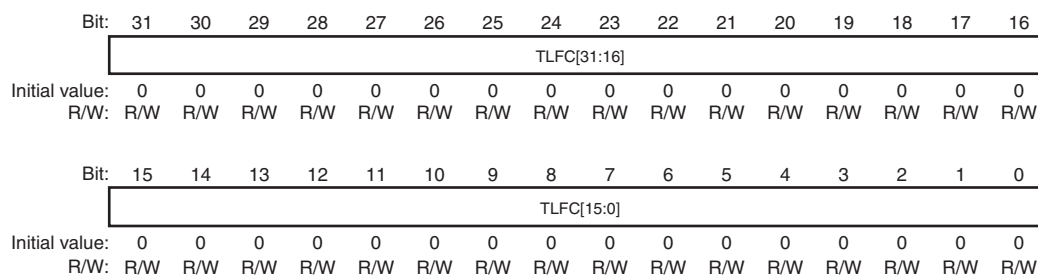 Bit: 31 30 29 28 27 26 25 24 23 22 21 20 19 18 17 16
TLFC[31:16]
Initial value: 0 0 0 0 0 0 0 0 0 0 0 0 0 0 0 0
R/W: R/W R/W R/W R/W R/W R/W R/W R/W R/W R/W R/W R/W R/W R/W R/W R/W
Bit: 15 14 13 12 11 10 9 8 7 6 5 4 3 2 1 0
TLFC[15:0]
Initial value: 0 0 0 0 0 0 0 0 0 0 0 0 0 0 0 0
R/W: R/W R/W R/W R/W R/W R/W R/W R/W R/W R/W R/W R/W R/W R/W R/W R/W